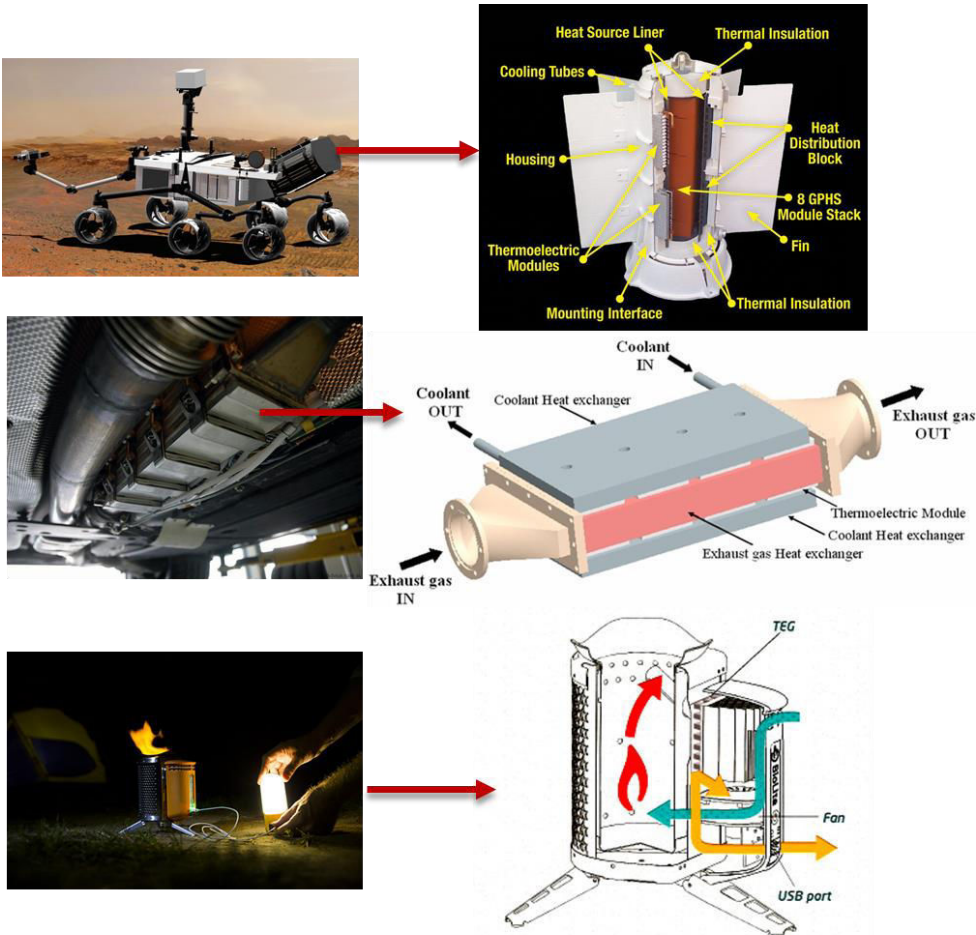 Heat Source Liner
Thermal Insulation
Cooling Tubes
Housing
Heat
Distribution
Block
8 GPHS
Module Stack
Fin
Thermoelectric
Modules
Mounting Interface
Thermal Insulation
Coolant
IN
Coolant
OUT
Coolant Heat exchanger
Exhaust gas
OUT
Thermoelectric Module
Coolant Heat exchanger
Exhaust gas Heat exchanger
Exhaust gas
IN
TEG
BioLite
Fan
USB port